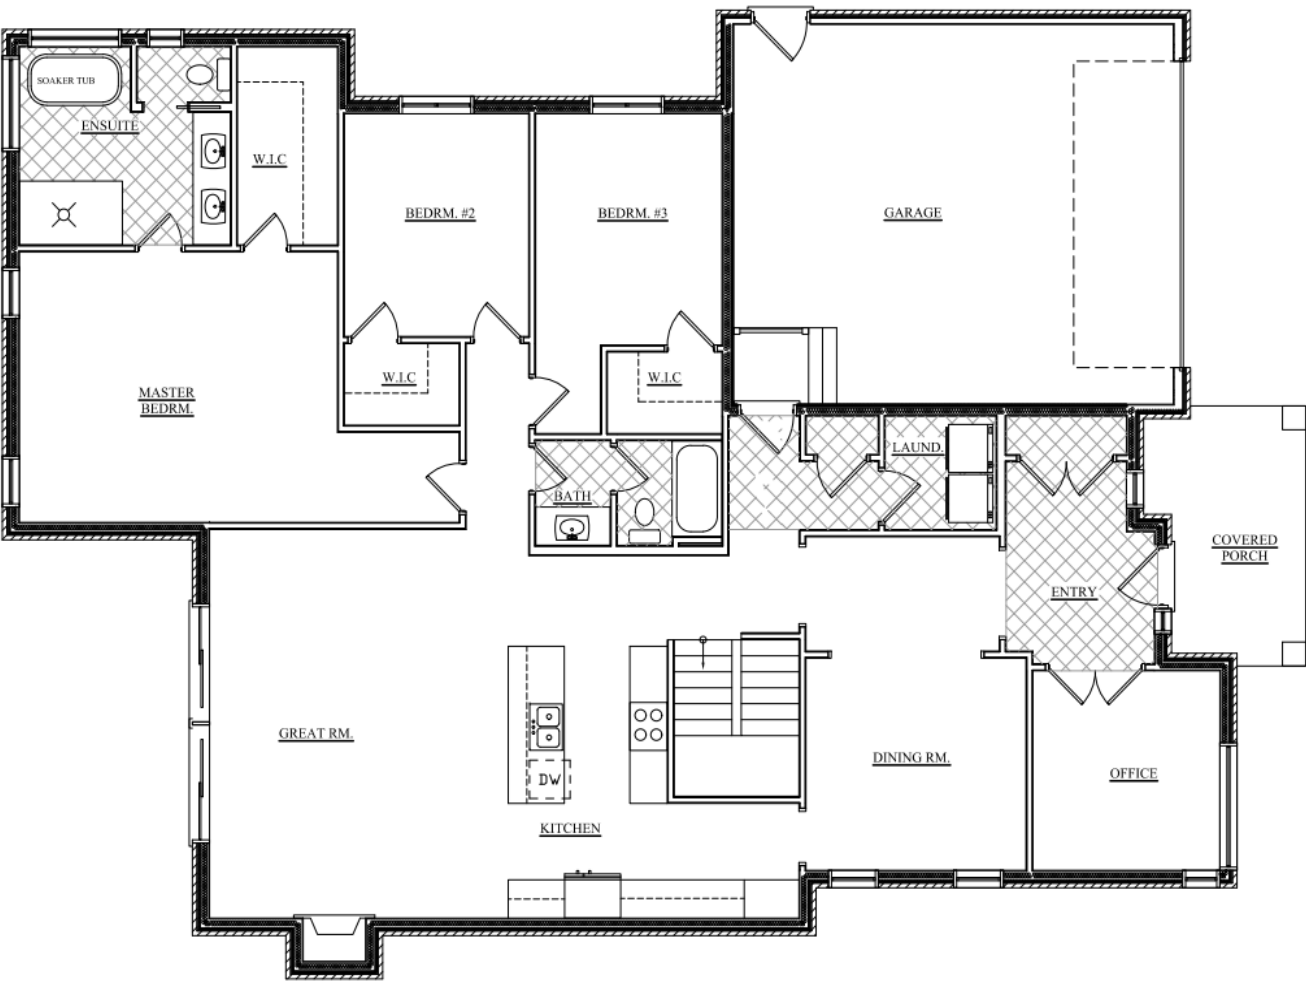 SOAKER TUB
ENSUITE
W.I.C
BEDRM. #2
BEDRM. #3
GARAGE
MASTER
BEDRM.
W.I.C
W.I.C
LAUND.
BATH
COVERED
PORCH
ENTRY
GREAT RM.
DINING RM.
OFFICE
DW
KITCHEN